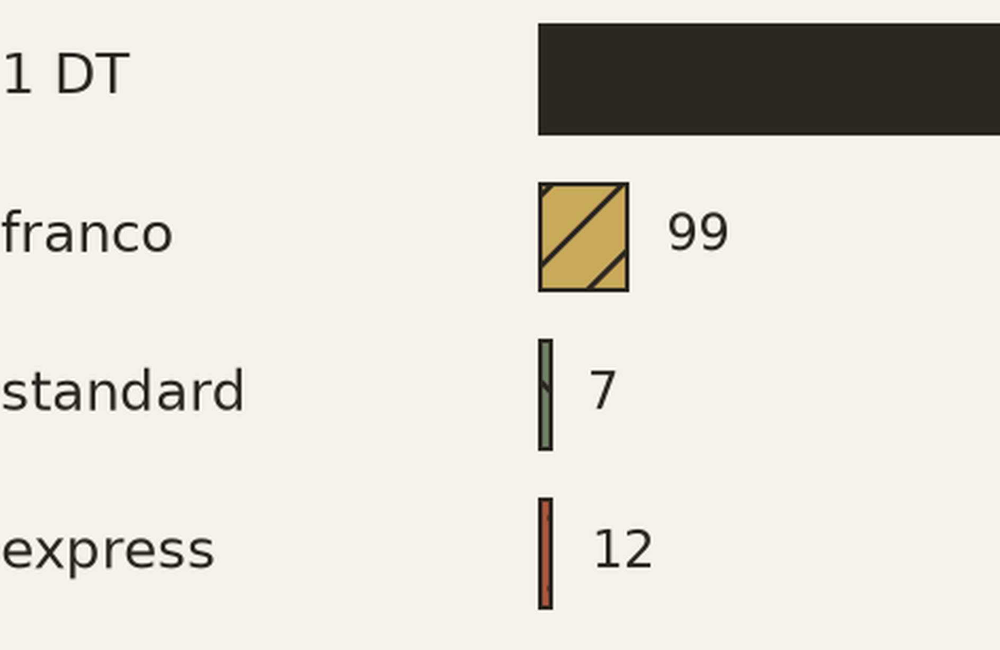 1 DT
franco 99
standard 7
express 12